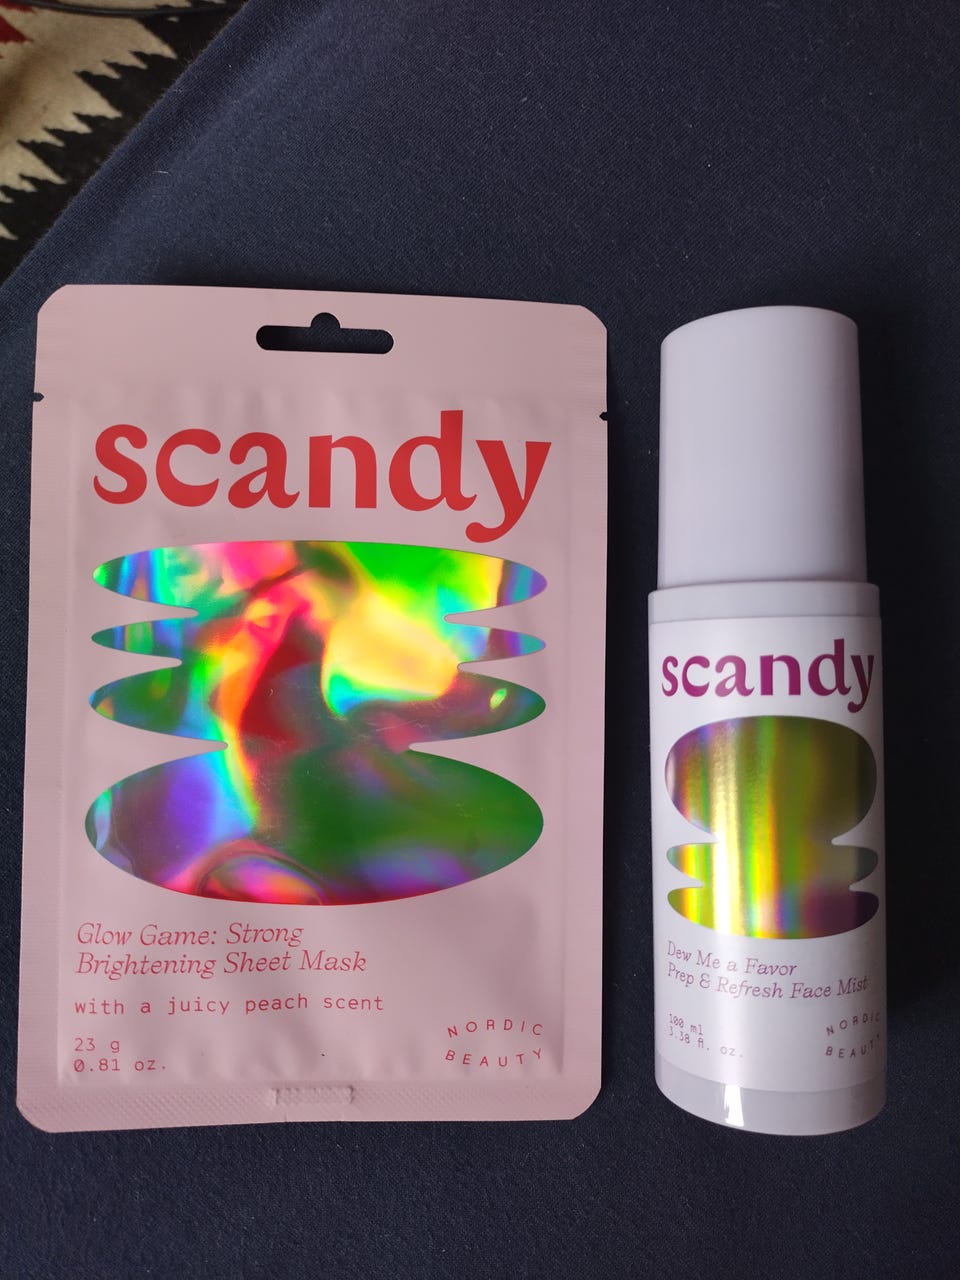 scandy
Glow Game: Strong
Brightening Sheet Mask
with a juicy peach scent
23 g
0.81 oz.
NORDIC
BEAUTY
scandy
Dew Me a Favor
Prep & Refresh Face Mist
100 ml
3.38 fl. oz.
NORDIC
BEAUTY